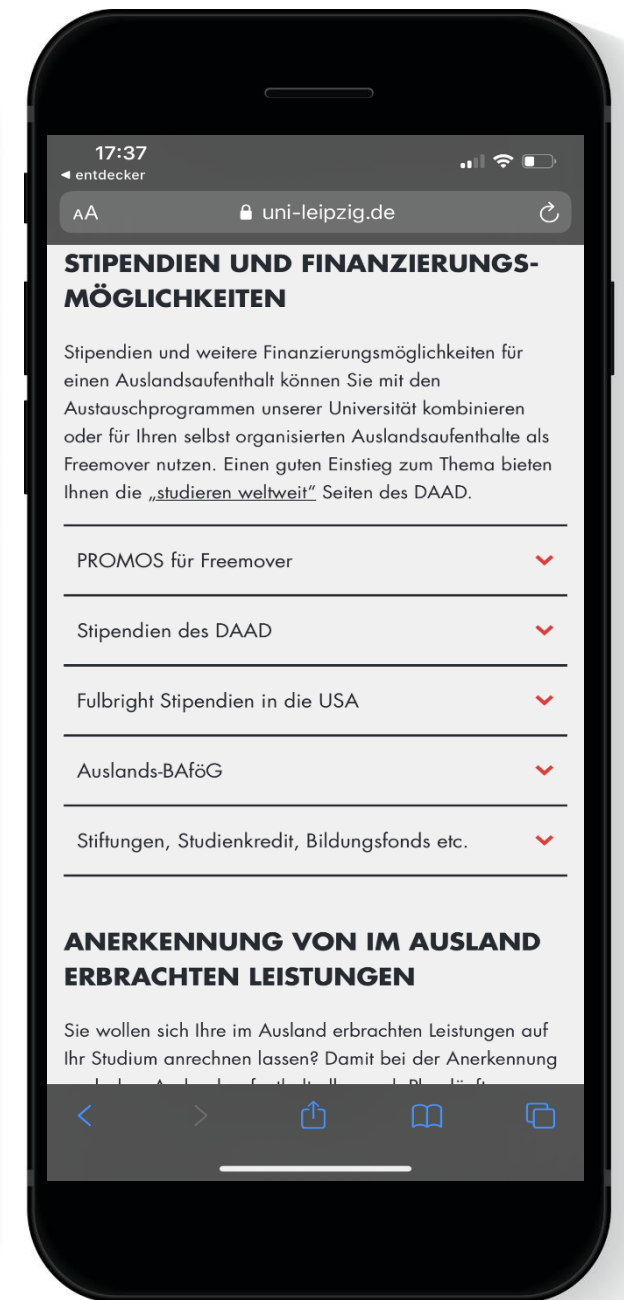 17:37
◀ entdecker
AA uni-leipzig.de
STIPENDIEN UND FINANZIERUNGS-
MÖGLICHKEITEN
Stipendien und weitere Finanzierungsmöglichkeiten für
einen Auslandsaufenthalt können Sie mit den
Austauschprogrammen unserer Universität kombinieren
oder für Ihren selbst organisierten Auslandsaufenthalte als
Freemover nutzen. Einen guten Einstieg zum Thema bieten
Ihnen die „studieren weltweit“ Seiten des DAAD.
PROMOS für Freemover
Stipendien des DAAD
Fulbright Stipendien in die USA
Auslands-BAföG
Stiftungen, Studienkredit, Bildungsfonds etc.
ANERKENNUNG VON IM AUSLAND
ERBRACHTEN LEISTUNGEN
Sie wollen sich Ihre im Ausland erbrachten Leistungen auf
Ihr Studium anrechnen lassen? Damit bei der Anerkennung